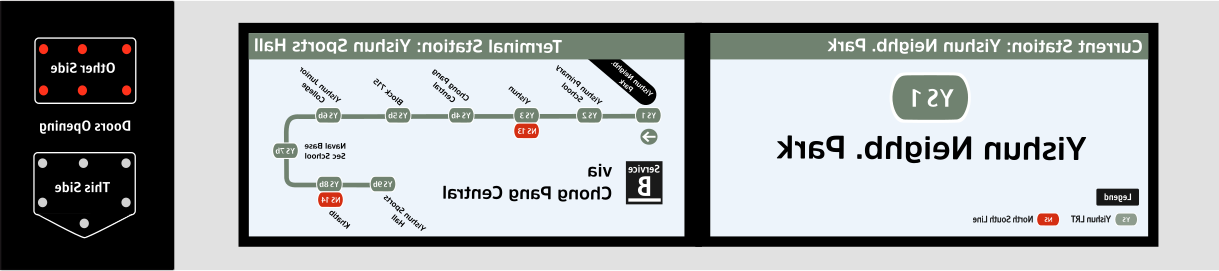 Current Station: Yishun Neighb. Park
YS 1
Yishun Neighb. Park
Legend
YS Yishun LRT NS North South Line
Terminal Station: Yishun Sports Hall
Yishun Neighb.
Park
Yishun Primary
School
Yishun
Chong Pang
Central
Block 715
Yishun Junior
College
YS 1
YS 2
YS 3
NS 13
YS 4b
YS 5b
YS 6b
YS 7b
Naval Base
Sec School
YS 8b
NS 14
Khatib
YS 9b
Yishun Sports
Hall
Service
B
via
Chong Pang Central
Other Side
Doors Opening
This Side